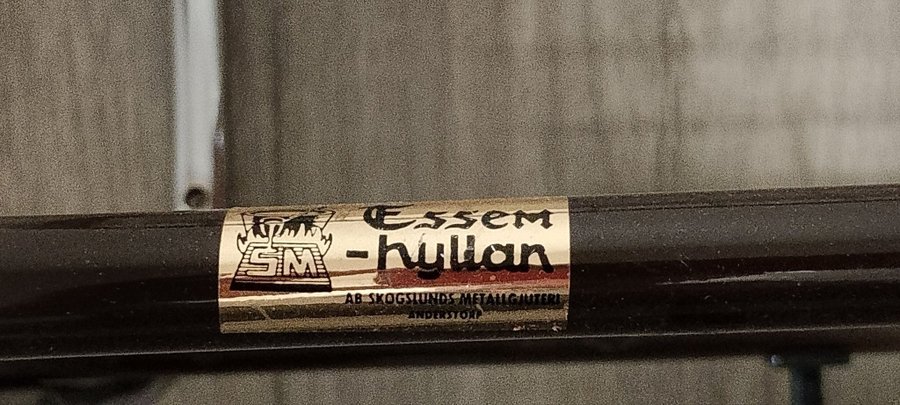 SM
Essem
-hyllan
AB SKOGSLUNDS METALLGJUTERI
ANDERSTORP